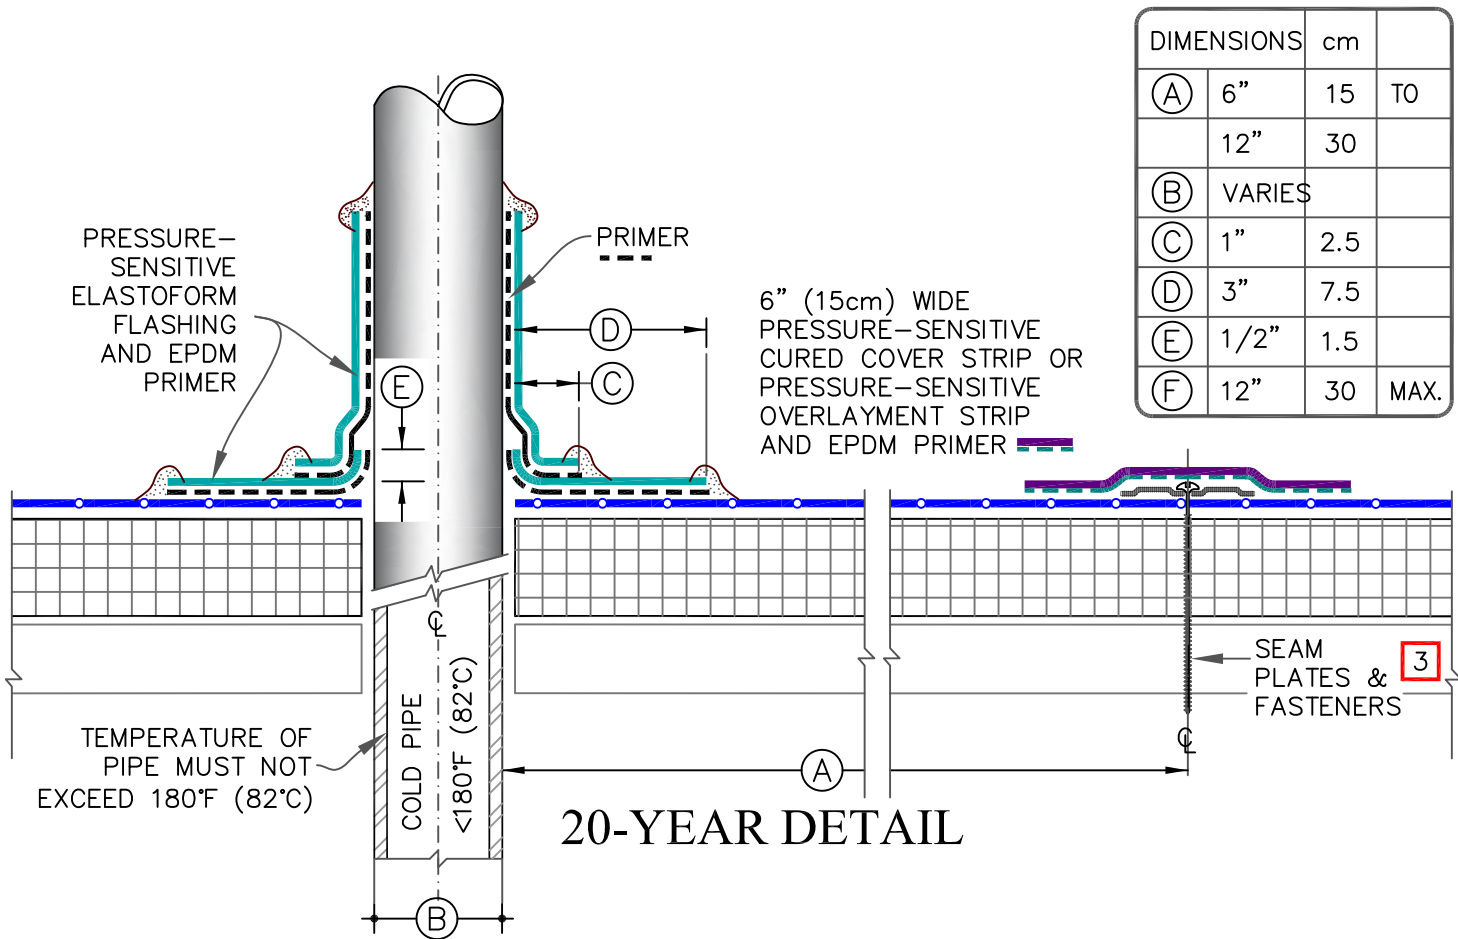 DIMENSIONS cm
A 6” 15 TO
12” 30
B VARIES
C 1” 2.5
D 3” 7.5
E 1/2” 1.5
F 12” 30 MAX.
PRESSURE–
SENSITIVE
ELASTOFORM
FLASHING
AND EPDM
PRIMER
PRIMER
6” (15cm) WIDE
PRESSURE–SENSITIVE
CURED COVER STRIP OR
PRESSURE–SENSITIVE
OVERLAYMENT STRIP
AND EPDM PRIMER
D
C
E
℄
SEAM
PLATES &
FASTENERS
3
℄
TEMPERATURE OF
PIPE MUST NOT
EXCEED 180°F (82°C)
COLD PIPE
<180°F (82°C)
A
20-YEAR DETAIL
B